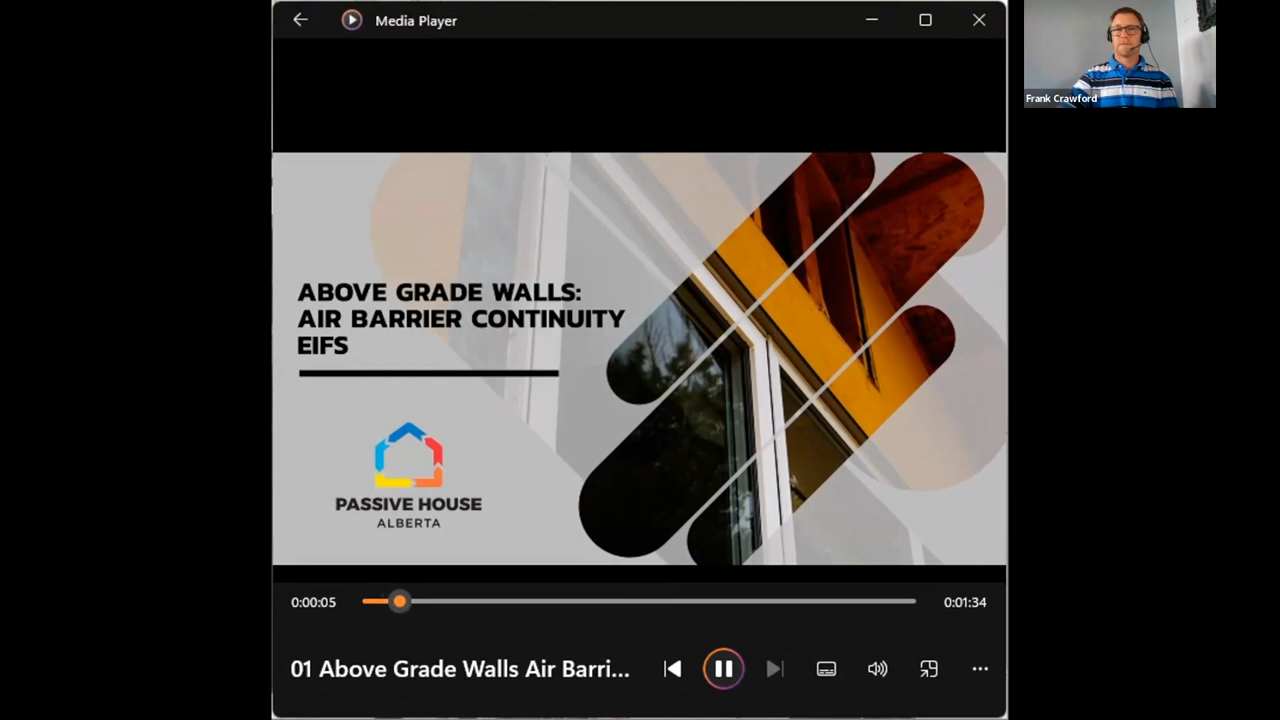 Media Player
Frank Crawford
ABOVE GRADE WALLS:
AIR BARRIER CONTINUITY
EIFS
PASSIVE HOUSE
ALBERTA
0:00:05
0:01:34
01 Above Grade Walls Air Barri...